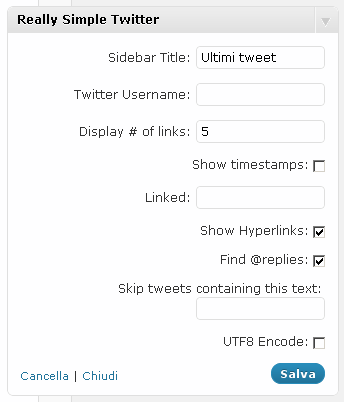 Really Simple Twitter
Sidebar Title: Ultimi tweet
Twitter Username:
Display # of links: 5
Show timestamps:
Linked:
Show Hyperlinks:
Find @replies:
Skip tweets containing this text:
UTF8 Encode:
Cancella | Chiudi Salva